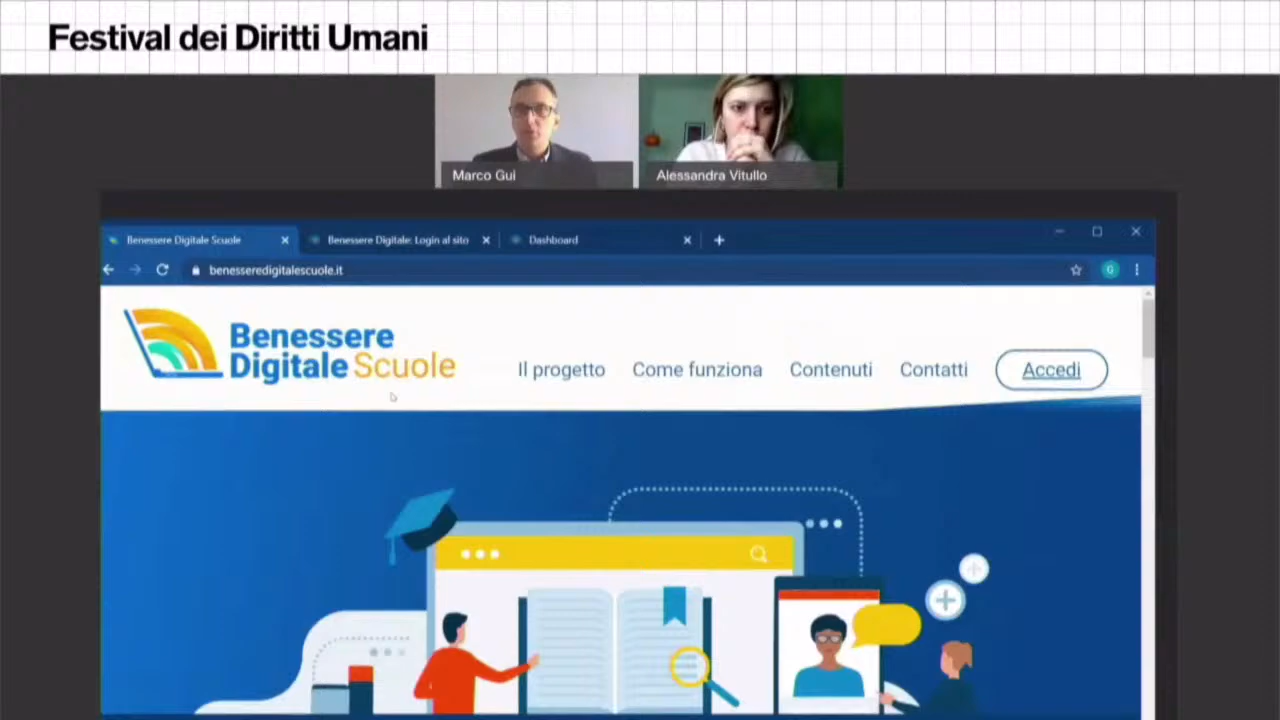 Festival dei Diritti Umani
Marco Gui
Alessandra Vitullo
Benessere Digitale Scuole
Benessere Digitale: Login al sito
Dashboard
benesseredigitalescuole.it
G
Benessere
Digitale Scuole
Il progetto
Come funziona
Contenuti
Contatti
Accedi